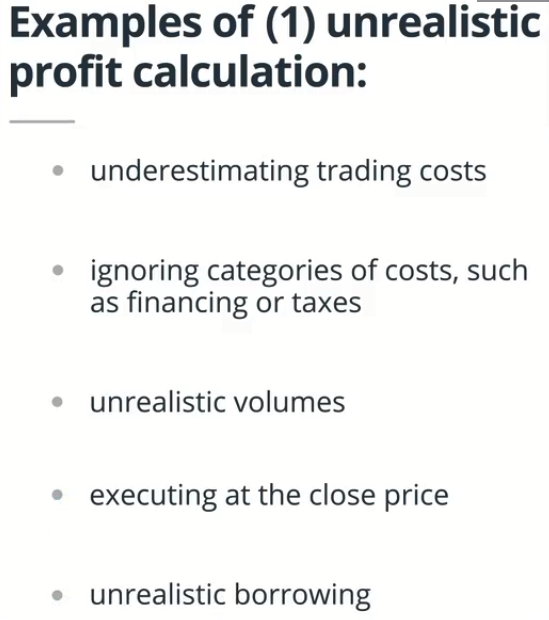 Examples of (1) unrealistic
profit calculation:
underestimating trading costs
ignoring categories of costs, such
as financing or taxes
unrealistic volumes
executing at the close price
unrealistic borrowing